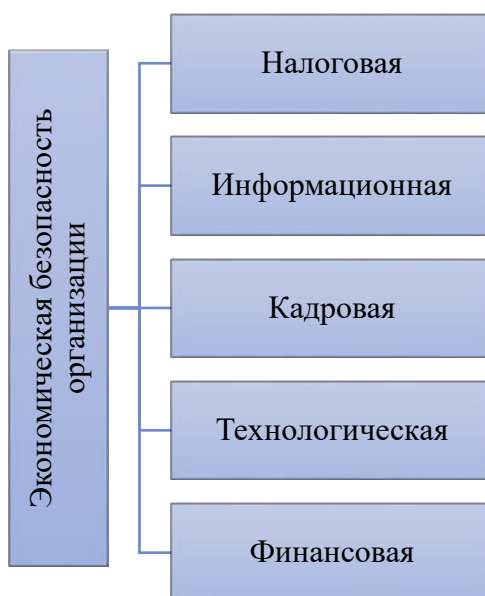 Экономическая безопасность
организации
Налоговая
Информационная
Кадровая
Технологическая
Финансовая